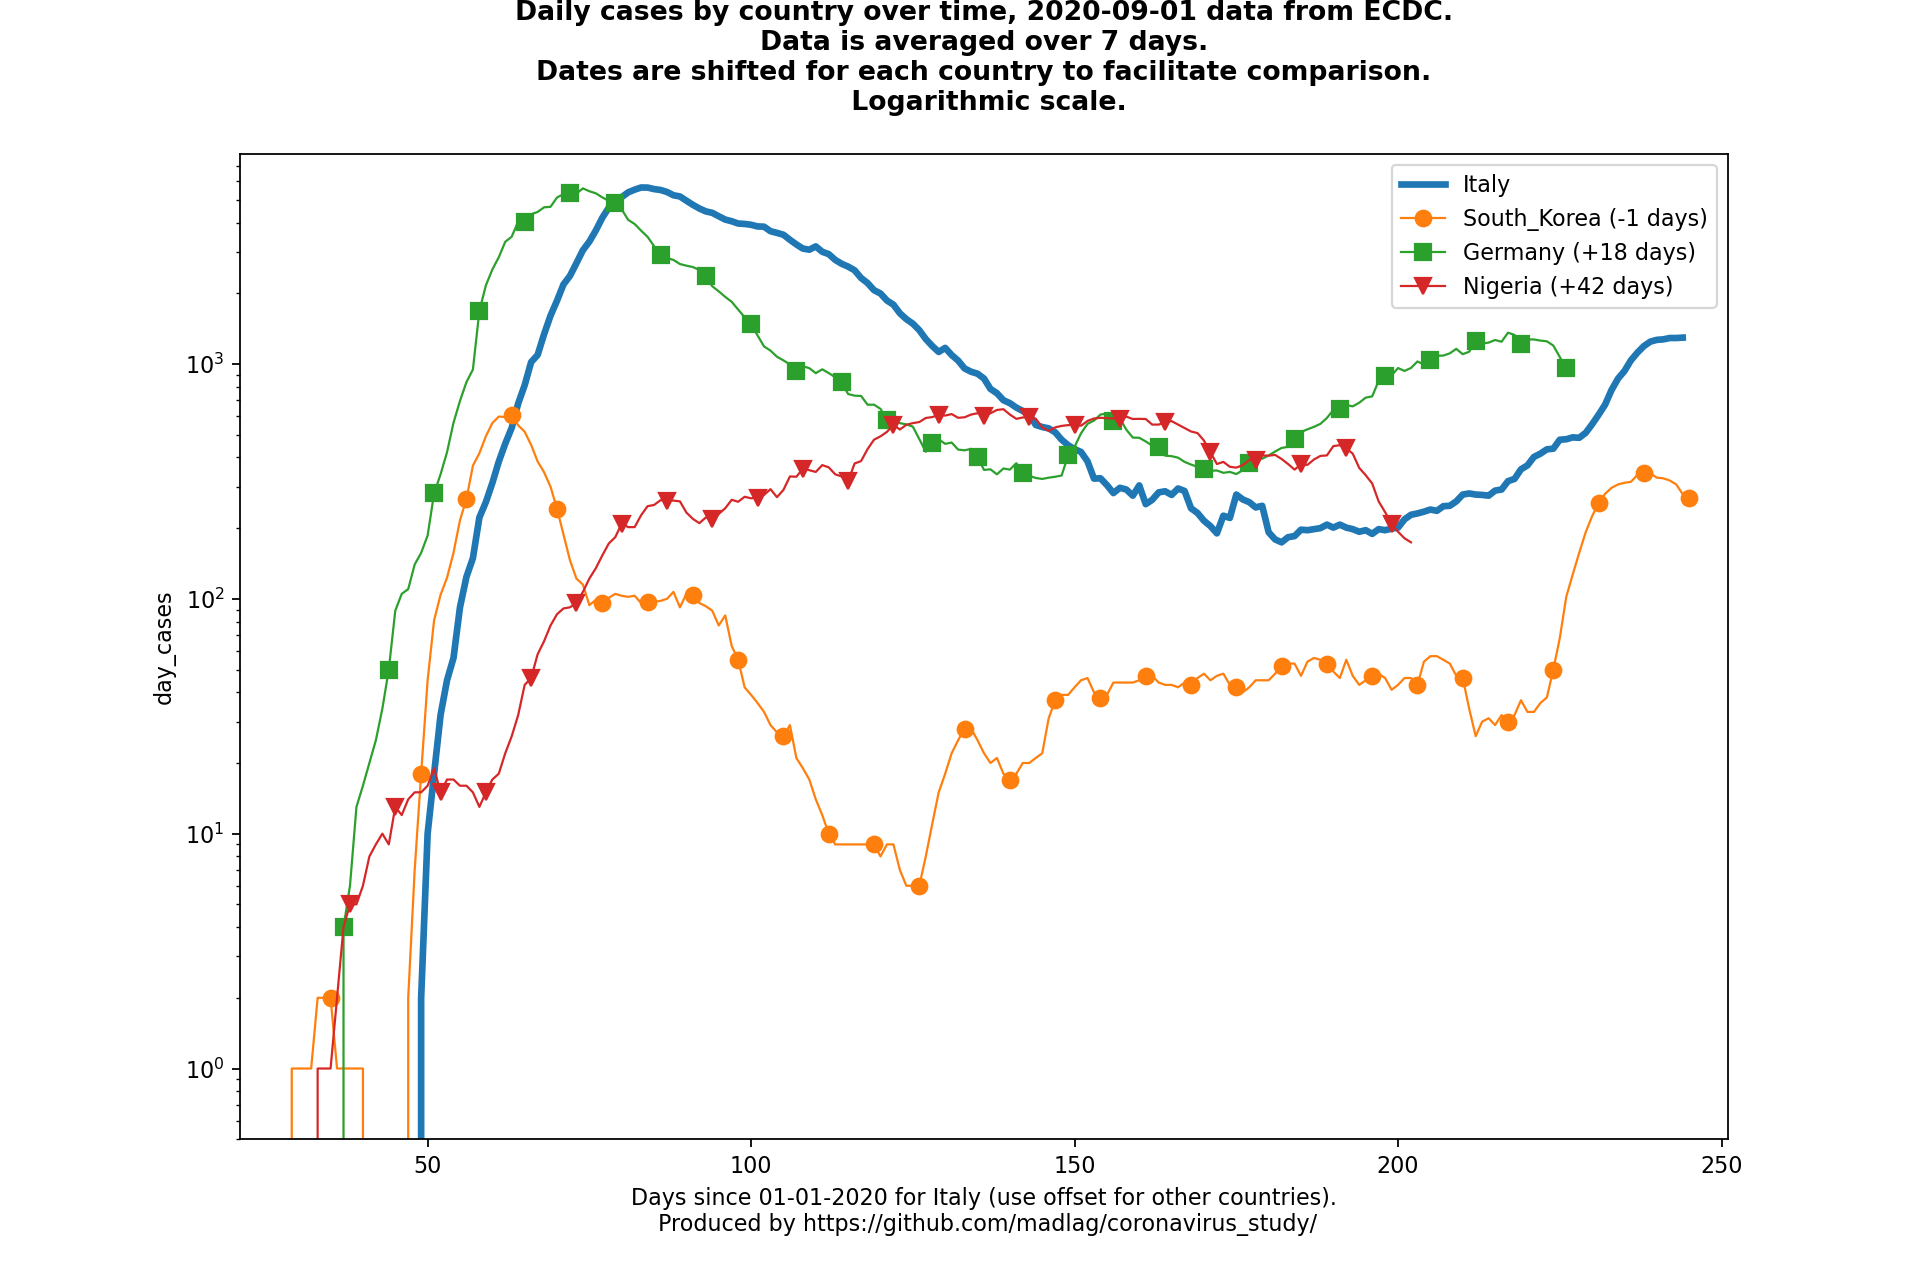 Daily cases by country over time, 2020-09-01 data from ECDC.
Data is averaged over 7 days.
Dates are shifted for each country to facilitate comparison.
Logarithmic scale.
Italy
South_Korea (-1 days)
Germany (+18 days)
Nigeria (+42 days)
10³
10²
10¹
10⁰
day_cases
50 100 150 200 250
Days since 01-01-2020 for Italy (use offset for other countries).
Produced by https://github.com/madlag/coronavirus_study/